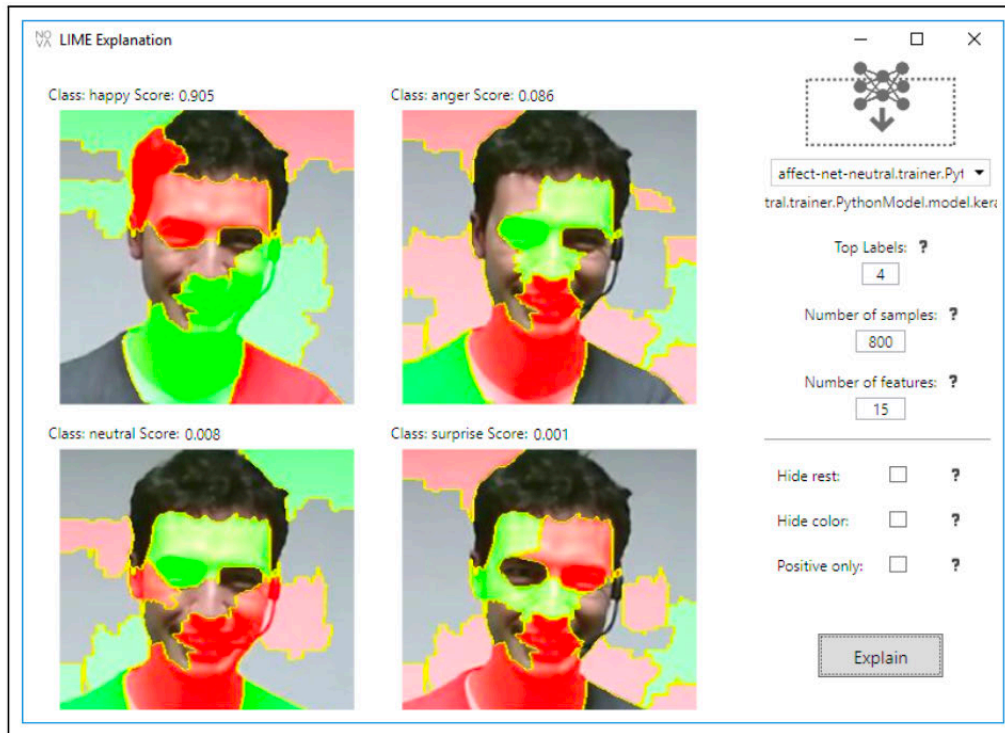 NOVA LIME Explanation
Class: happy Score: 0.905
Class: anger Score: 0.086
Class: neutral Score: 0.008
Class: surprise Score: 0.001
affect-net-neutral.trainer.Pyt
tral.trainer.PythonModel.model.kera
Top Labels: ?
4
Number of samples: ?
800
Number of features: ?
15
Hide rest: ?
Hide color: ?
Positive only: ?
Explain